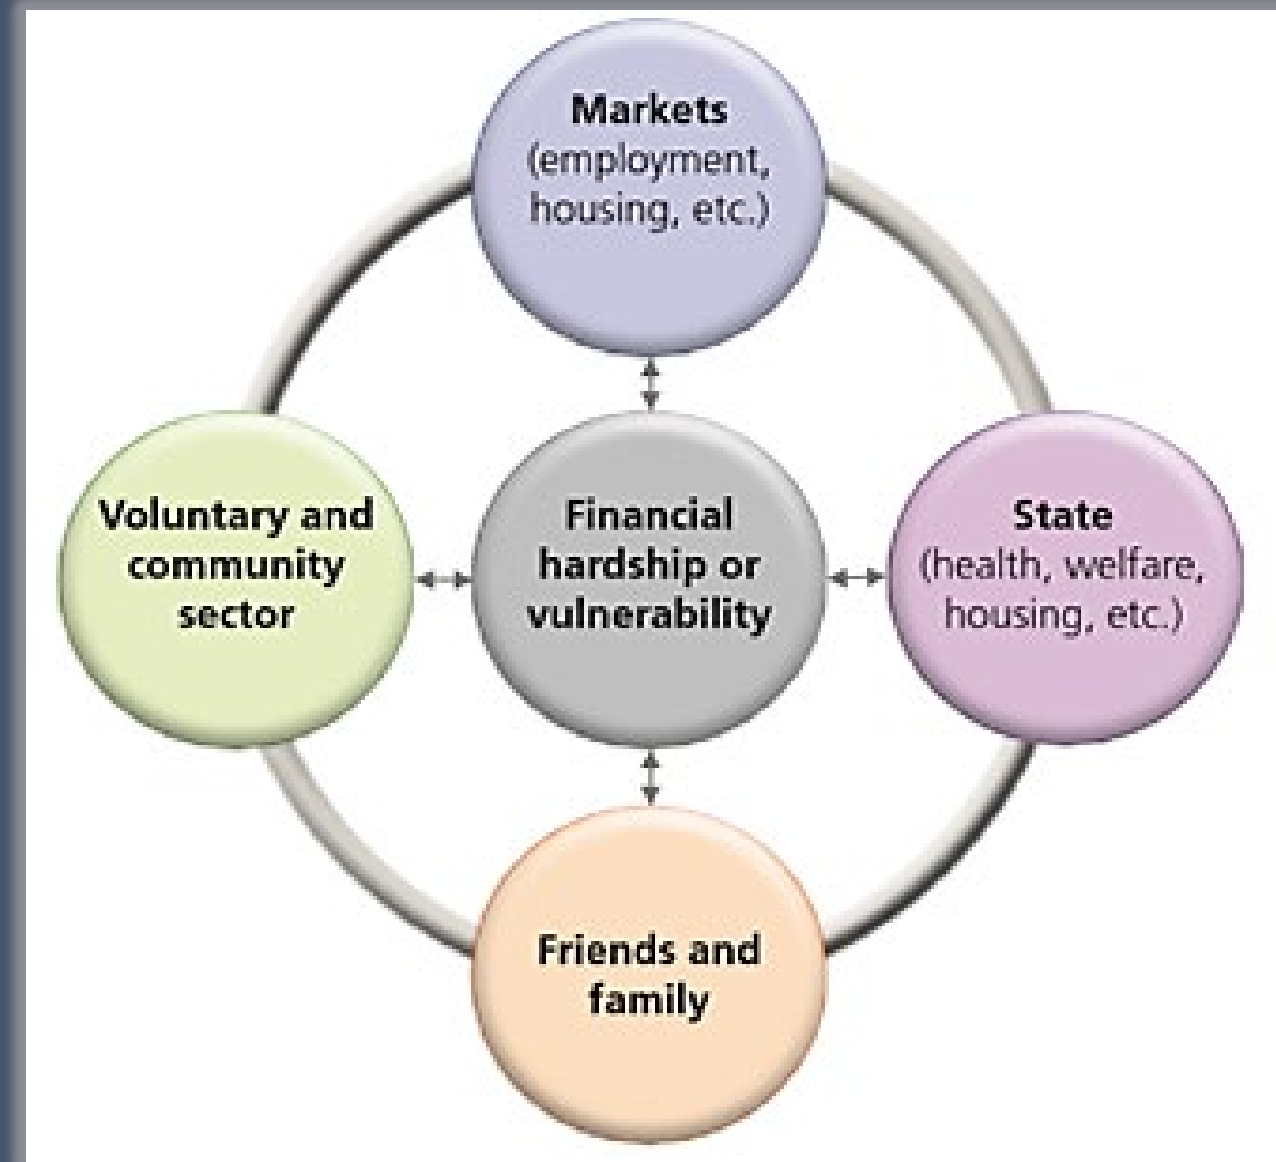 Markets
(employment,
housing, etc.)
Voluntary and
community
sector
Financial
hardship or
vulnerability
State
(health, welfare,
housing, etc.)
Friends and
family